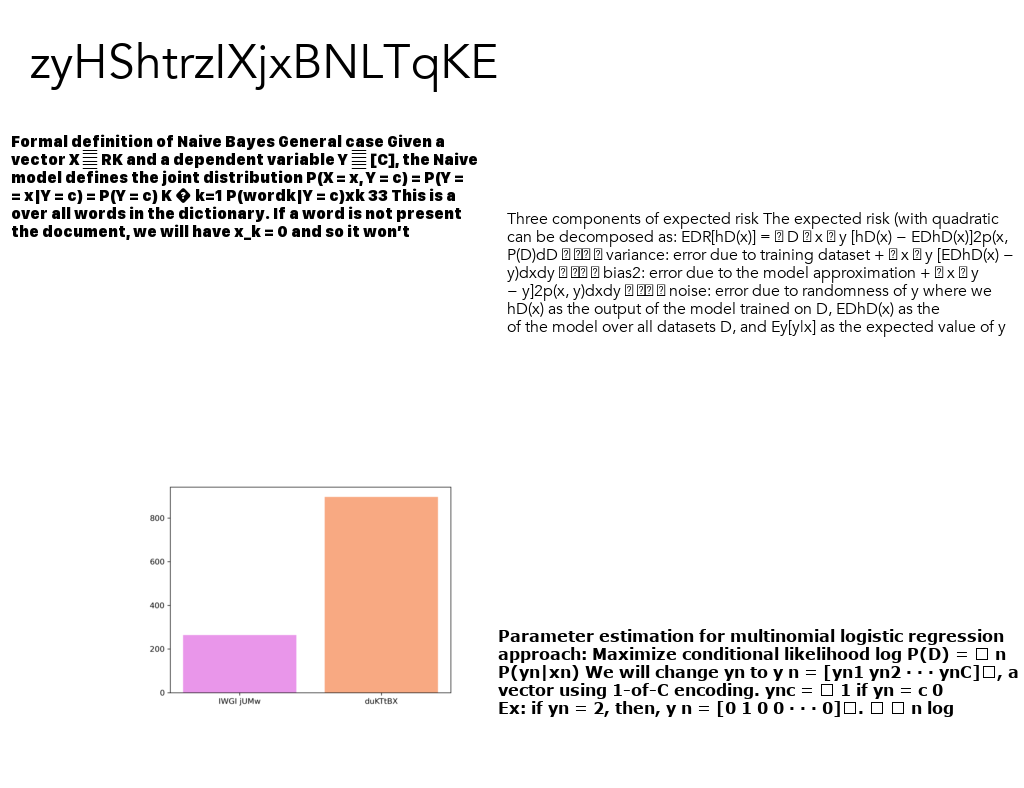 zyHShtrzIXjxBNLTqKE
Formal definition of Naive Bayes General case Given a
vector X RK and a dependent variable Y [C], the Naive
model defines the joint distribution P(X = x, Y = c) = P(Y =
= x|Y = c) = P(Y = c) K � k=1 P(wordk|Y = c)xk 33 This is a
over all words in the dictionary. If a word is not present
the document, we will have x_k = 0 and so it won't
Three components of expected risk The expected risk (with quadratic
can be decomposed as: EDR[hD(x)] = D x y [hD(x) − EDhD(x)]2p(x,
P(D)dD variance: error due to training dataset + x y [EDhD(x) −
y)dxdy bias2: error due to the model approximation + x y
− y]2p(x, y)dxdy noise: error due to randomness of y where we
hD(x) as the output of the model trained on D, EDhD(x) as the
of the model over all datasets D, and Ey[y|x] as the expected value of y
800
600
400
200
0
duKTtBX
Parameter estimation for multinomial logistic regression
approach: Maximize conditional likelihood log P(D) = □ n
P(yn|xn) We will change yn to y n = [yn1 yn2 · · · ynC]□, a
vector using 1-of-C encoding. ync = □ 1 if yn = c 0
Ex: if yn = 2, then, y n = [0 1 0 0 · · · 0]□. □ □ n log